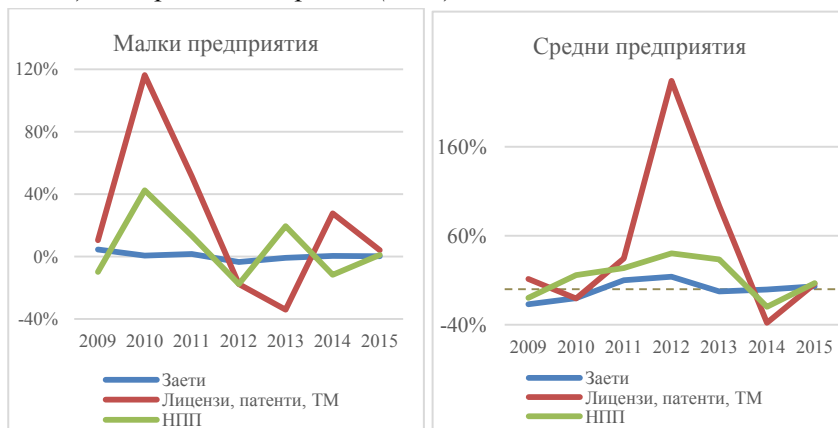 Малки предприятия
120%
80%
40%
0%
-40%
2009 2010 2011 2012 2013 2014 2015
Заети
Лицензи, патенти, ТМ
НПП
Средни предприятия
160%
60%
-40%
2009 2010 2011 2012 2013 2014 2015
Заети
Лицензи, патенти, ТМ
НПП